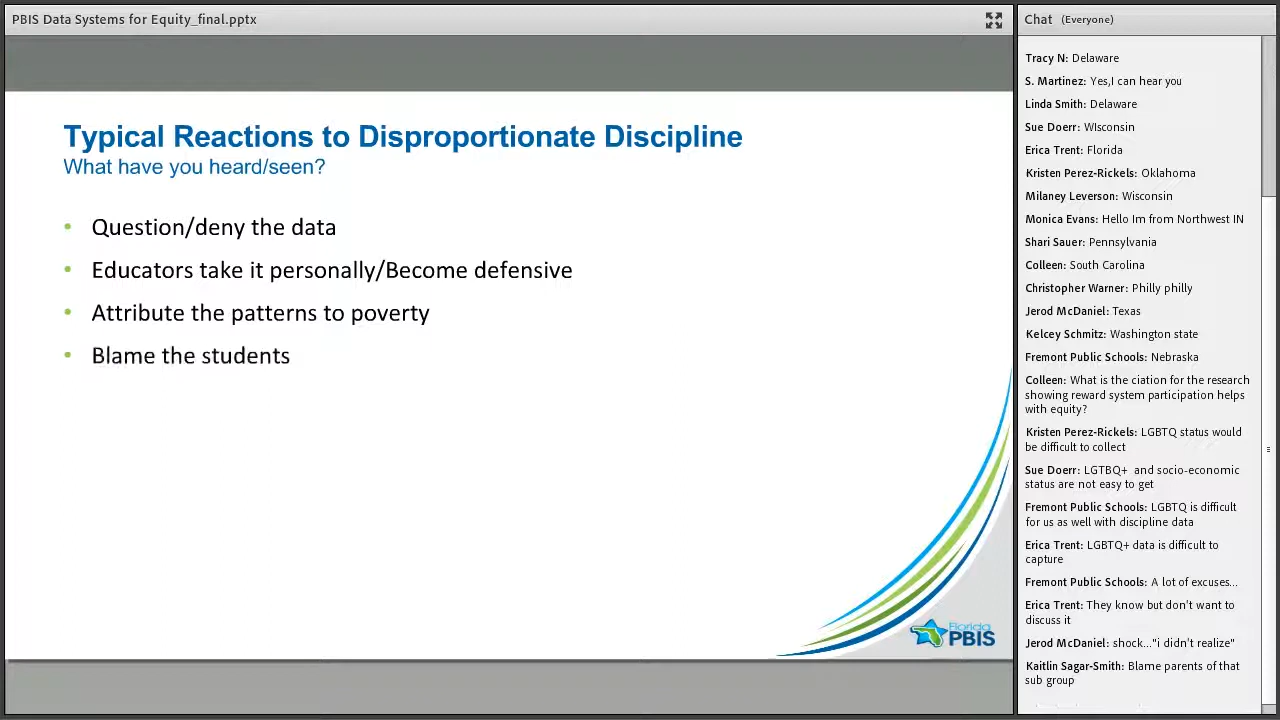 PBIS Data Systems for Equity_final.pptx
Typical Reactions to Disproportionate Discipline
What have you heard/seen?
• Question/deny the data
• Educators take it personally/Become defensive
• Attribute the patterns to poverty
• Blame the students
Florida
PBIS
Chat (Everyone)
Tracy N: Delaware
S. Martinez: Yes,I can hear you
Linda Smith: Delaware
Sue Doerr: WIsconsin
Erica Trent: Florida
Kristen Perez-Rickels: Oklahoma
Milaney Leverson: Wisconsin
Monica Evans: Hello Im from Northwest IN
Shari Sauer: Pennsylvania
Colleen: South Carolina
Christopher Warner: Philly philly
Jerod McDaniel: Texas
Kelcey Schmitz: Washington state
Fremont Public Schools: Nebraska
Colleen: What is the ciation for the research
showing reward system participation helps
with equity?
Kristen Perez-Rickels: LGBTQ status would
be difficult to collect
Sue Doerr: LGTBQ+ and socio-economic
status are not easy to get
Fremont Public Schools: LGBTQ is difficult
for us as well with discipline data
Erica Trent: LGBTQ+ data is difficult to
capture
Fremont Public Schools: A lot of excuses...
Erica Trent: They know but don't want to
discuss it
Jerod McDaniel: shock..."i didn't realize"
Kaitlin Sagar-Smith: Blame parents of that
sub group